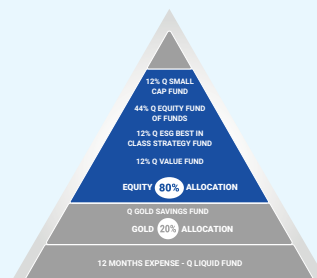 12% Q SMALL
CAP FUND
44% Q EQUITY FUND
OF FUNDS
12% Q ESG BEST IN
CLASS STRATEGY FUND
12% Q VALUE FUND
EQUITY 80% ALLOCATION
Q GOLD SAVINGS FUND
GOLD 20% ALLOCATION
12 MONTHS EXPENSE - Q LIQUID FUND